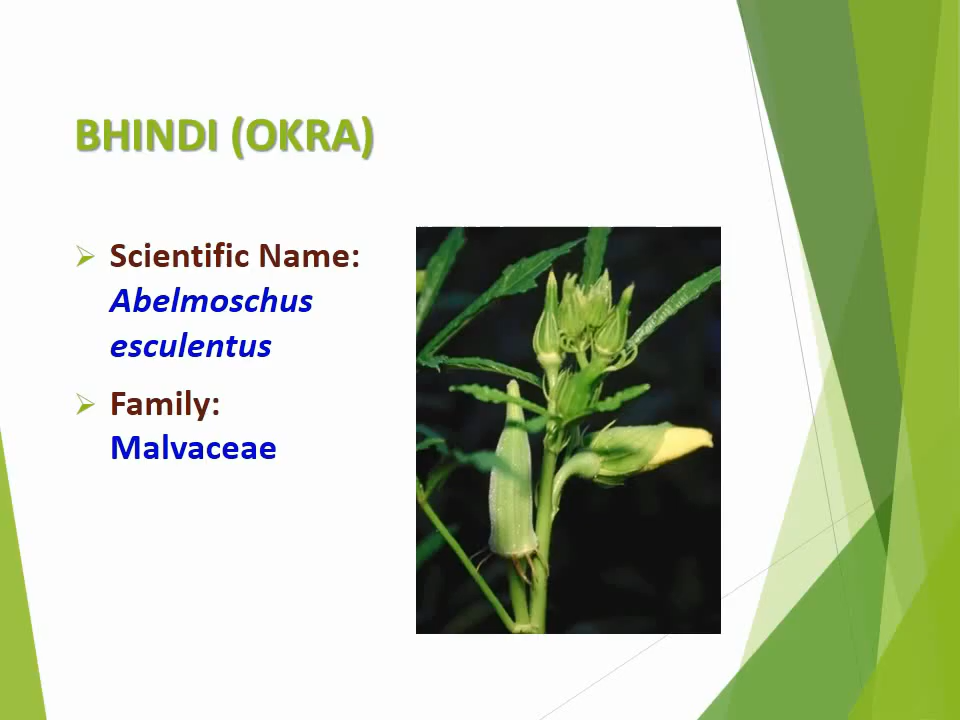 BHINDI (OKRA)
Scientific Name:
Abelmoschus
esculentus
Family:
Malvaceae